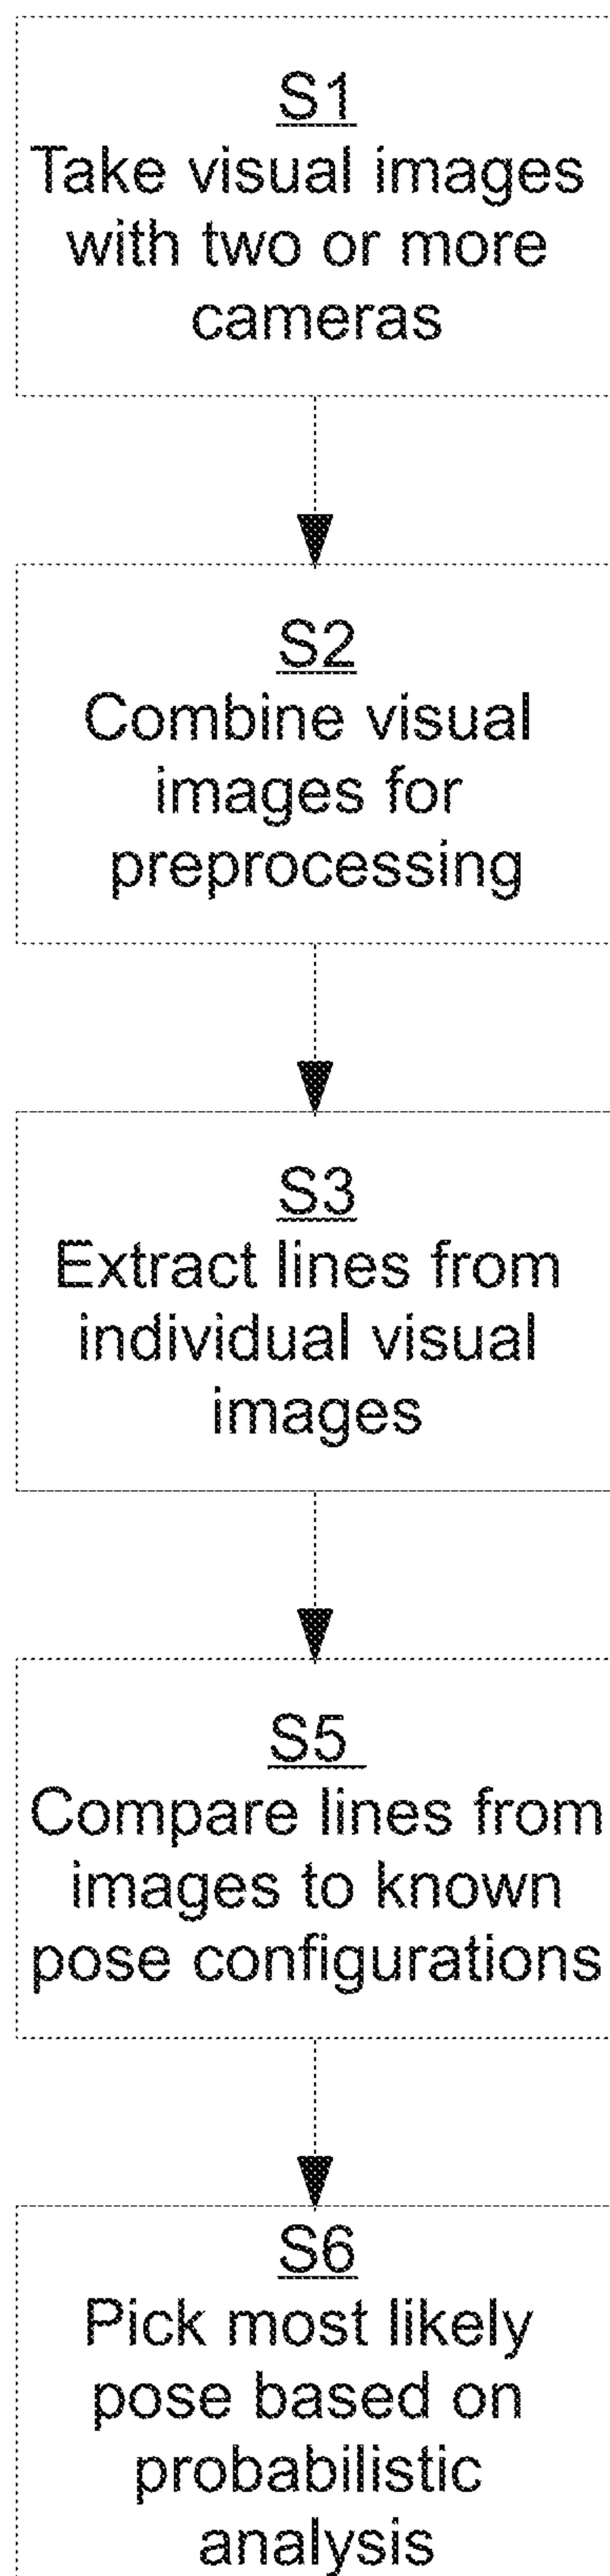 S1
Take visual images
with two or more
cameras
S2
Combine visual
images for
preprocessing
S3
Extract lines from
individual visual
images
S5
Compare lines from
images to known
pose configurations
S6
Pick most likely
pose based on
probabilistic
analysis